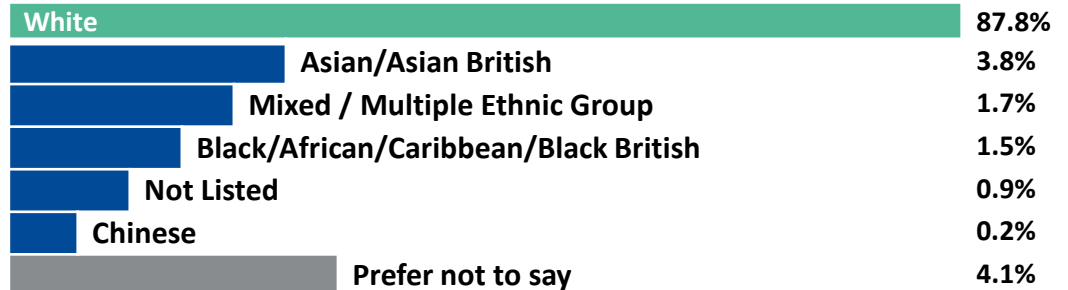 White 87.8%
Asian/Asian British 3.8%
Mixed / Multiple Ethnic Group 1.7%
Black/African/Caribbean/Black British 1.5%
Not Listed 0.9%
Chinese 0.2%
Prefer not to say 4.1%